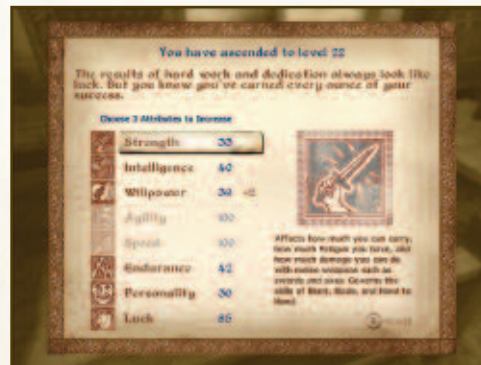 You have ascended to level 22
The results of hard work and dedication always look like
luck. But you know you've earned every ounce of your
success.
Choose 3 Attributes to Increase
Strength
Intelligence 40
Willpower
Agility 100
Speed 100
Endurance 42
Personality 30
Luck
Affects how much you can carry,
how much Fatigue you have, and
how much damage you can do
with melee weapons such as
swords and axes. Governs the
skills of Blunt, Blade, and Hand to
Hand